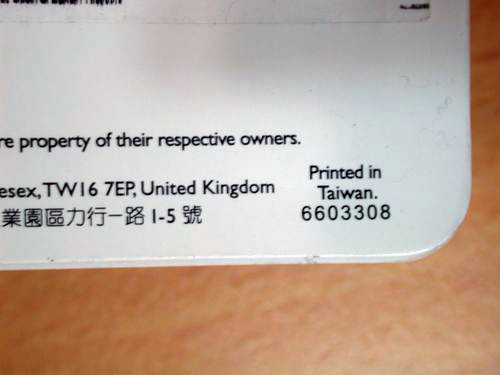 re property of their respective owners.
esex, TW16 7EP, United Kingdom
業園區力行一路 1-5 號
Printed in
Taiwan.
6603308